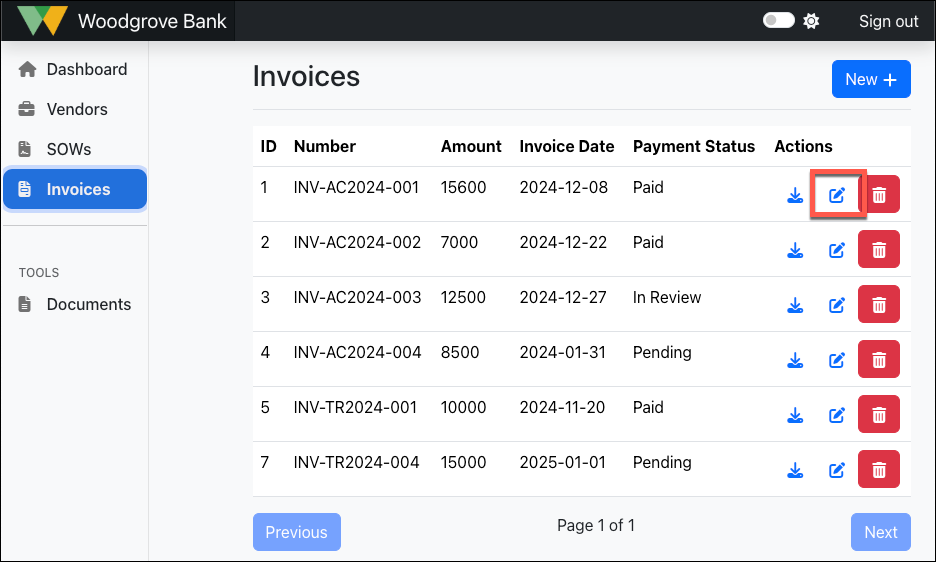 Woodgrove Bank Sign out
Dashboard
Vendors
SOWs
Invoices
TOOLS
Documents
Invoices
New
ID Number Amount Invoice Date Payment Status Actions
1 INV-AC2024-001 15600 2024-12-08 Paid
2 INV-AC2024-002 7000 2024-12-22 Paid
3 INV-AC2024-003 12500 2024-12-27 In Review
4 INV-AC2024-004 8500 2024-01-31 Pending
5 INV-TR2024-001 10000 2024-11-20 Paid
7 INV-TR2024-004 15000 2025-01-01 Pending
Previous Page 1 of 1 Next